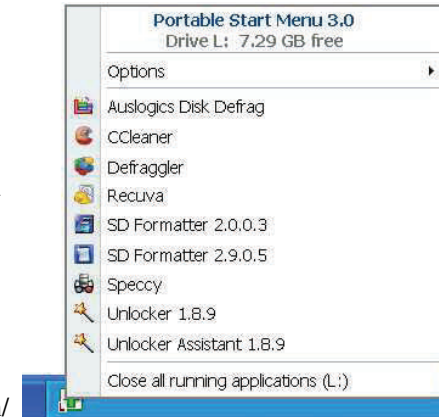 Portable Start Menu 3.0
Drive L: 7.29 GB free
Options
Auslogics Disk Defrag
CCleaner
Defraggler
Recuva
SD Formatter 2.0.0.3
SD Formatter 2.9.0.5
Speccy
Unlocker 1.8.9
Unlocker Assistant 1.8.9
Close all running applications (L:)
/